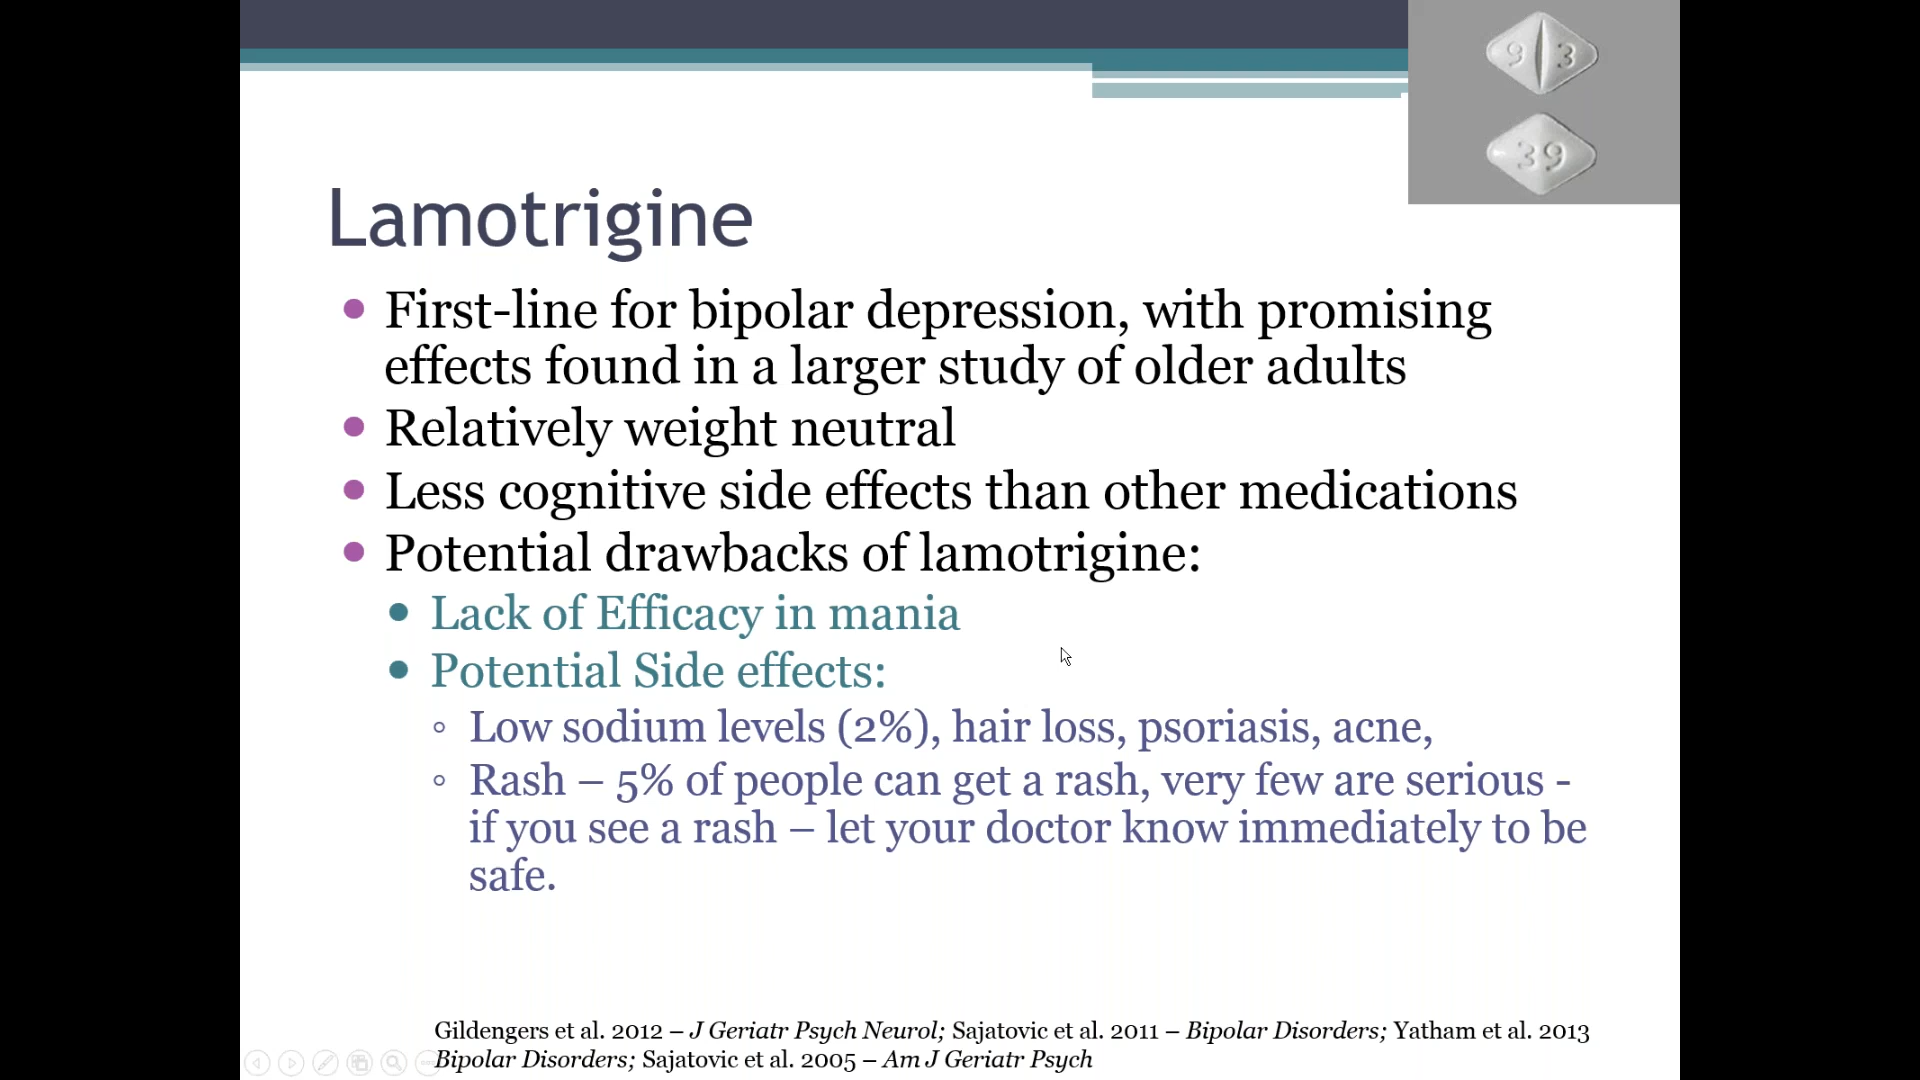 9 3
39
Lamotrigine
• First-line for bipolar depression, with promising
effects found in a larger study of older adults
• Relatively weight neutral
• Less cognitive side effects than other medications
• Potential drawbacks of lamotrigine:
• Lack of Efficacy in mania
• Potential Side effects:
◦ Low sodium levels (2%), hair loss, psoriasis, acne,
◦ Rash – 5% of people can get a rash, very few are serious -
if you see a rash – let your doctor know immediately to be
safe.
Gildengers et al. 2012 – J Geriatr Psych Neurol; Sajatovic et al. 2011 – Bipolar Disorders; Yatham et al. 2013
Bipolar Disorders; Sajatovic et al. 2005 – Am J Geriatr Psych